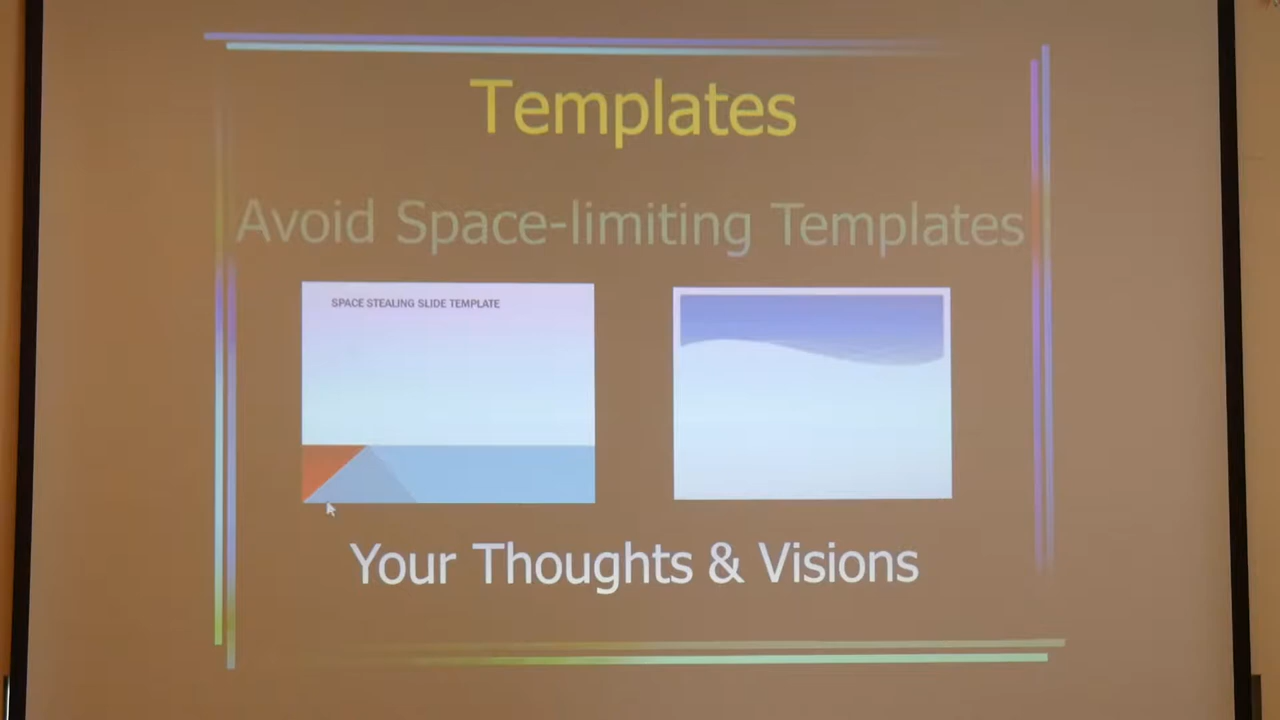 Templates
Avoid Space-limiting Templates
SPACE STEALING SLIDE TEMPLATE
Your Thoughts & Visions